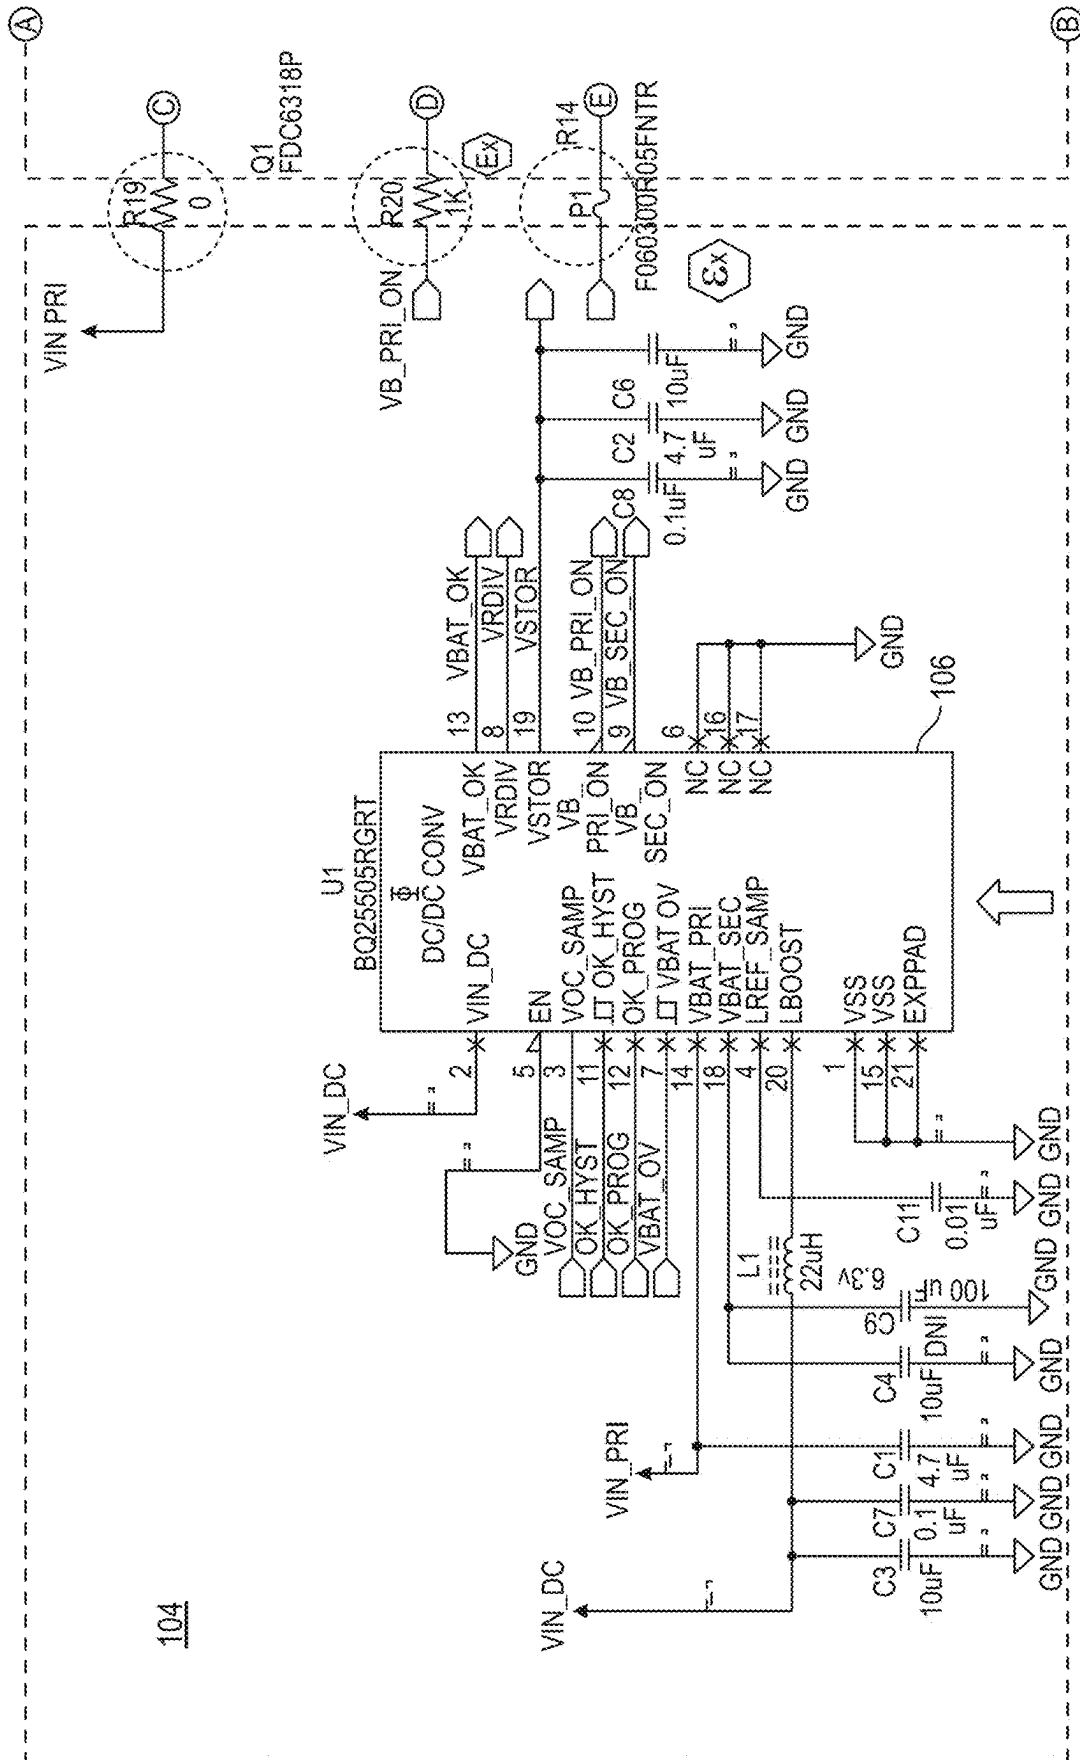 104
VIN_DC
VIN_PRI
VIN_DC
GND
VOC_SAMP
OK_HYST
OK_PROG
VBAT_OV
2
5
3
11
12
7
14
18
4
20
1
15
21
U1
BQ25505RGRT
DC/DC CONV
VIN_DC
EN
VOC_SAMP
OK_HYST
OK_PROG
VBAT OV
VBAT_PRI
VBAT_SEC
LREF_SAMP
LBOOST
VSS
VSS
EXPPAD
VBAT_OK
VRDIV
VSTOR
VB_
PRI_ON
VB_
SEC_ON
NC
NC
NC
13
8
19
10
9
6
16
17
VBAT_OK
VRDIV
VSTOR
VB_PRI_ON
VB_SEC_ON
GND
106
L1
22uH
C3
10uF
GND
C7
0.1
uF
GND
C1
4.7
uF
GND
C4
10uF
GND
C9
DNI
6.3v
100 uF
GND
C11
0.01
uF
GND
GND
C8
0.1uF
GND
C2
4.7
uF
GND
C6
10uF
GND
VIN PRI
R19
0
C
Q1
FDC6318P
VB_PRI_ON
R20
1K
D
Ex
P1
R14
E
F060300R05FNTR
Ex
A
B